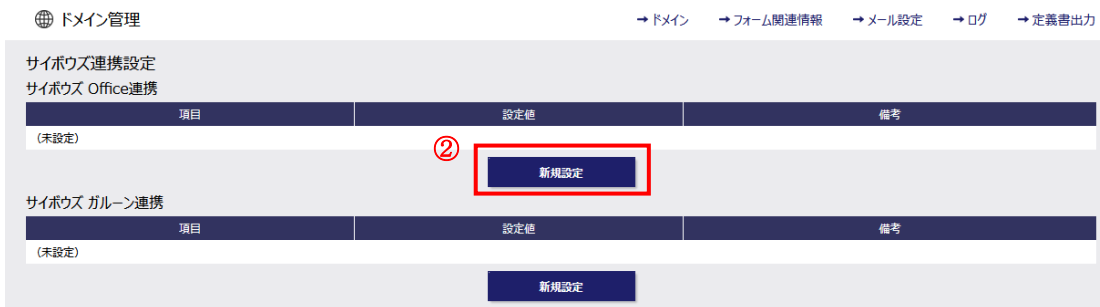 ドメイン管理 →ドメイン →フォーム関連情報 →メール設定 →ログ →定義書出力
サイボウズ連携設定
サイボウズ Office連携
項目 設定値 備考
(未設定)
②
新規設定
サイボウズ ガルーン連携
項目 設定値 備考
(未設定)
新規設定